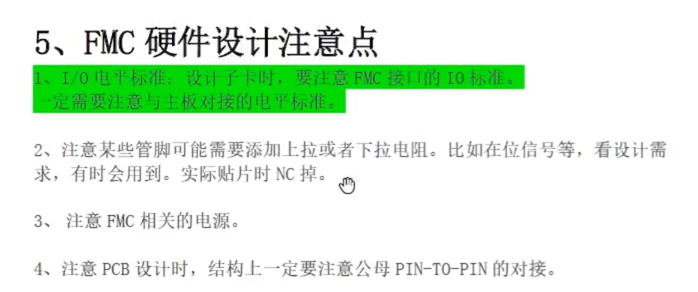 5、FMC 硬件设计注意点
1、I/O 电平标准：设计子卡时，要注意 FMC 接口的 IO 标准。
一定需要注意与主板对接的电平标准。
2、注意某些管脚可能需要添加上拉或者下拉电阻。比如在位信号等，看设计需
求，有时会用到。实际贴片时 NC 掉。
3、 注意 FMC 相关的电源。
4、注意 PCB 设计时，结构上一定要注意公母 PIN-TO-PIN 的对接。